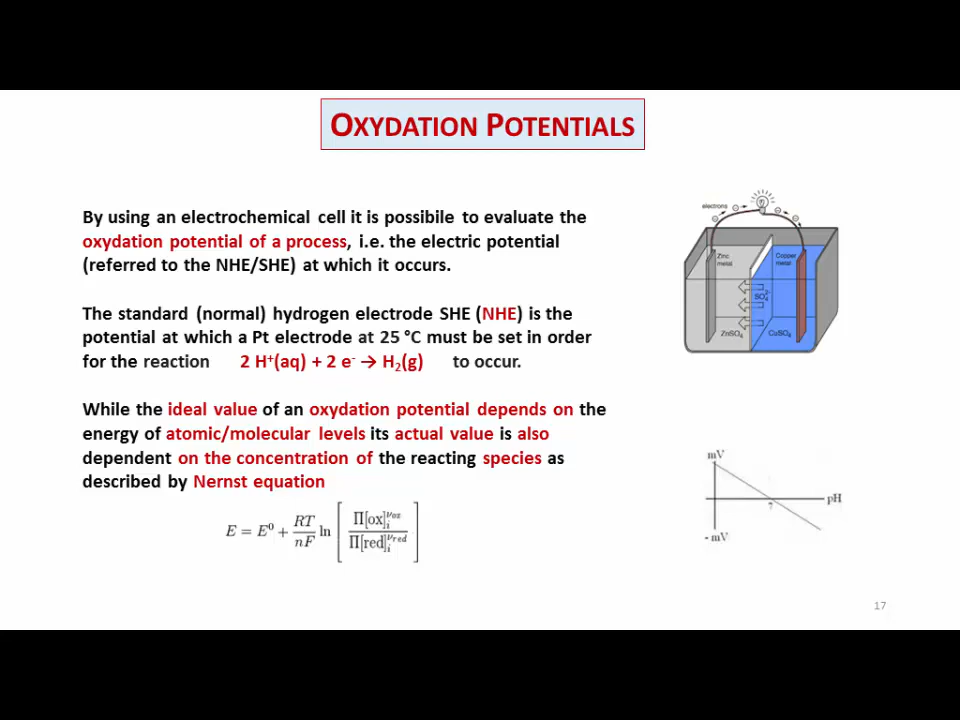 OXYDATION POTENTIALS
By using an electrochemical cell it is possibile to evaluate the
oxydation potential of a process, i.e. the electric potential
(referred to the NHE/SHE) at which it occurs.
The standard (normal) hydrogen electrode SHE (NHE) is the
potential at which a Pt electrode at 25 °C must be set in order
for the reaction 2 H⁺(aq) + 2 e⁻ → H₂(g) to occur.
While the ideal value of an oxydation potential depends on the
energy of atomic/molecular levels its actual value is also
dependent on the concentration of the reacting species as
described by Nernst equation
E = E⁰ + RT/nF ln [ Π[ox]ᵢ^νox / Π[red]ᵢ^νred ]
electrons
Zinc metal
Copper metal
SO₄²⁻
ZnSO₄
CuSO₄
mV
pH
7
- mV
17